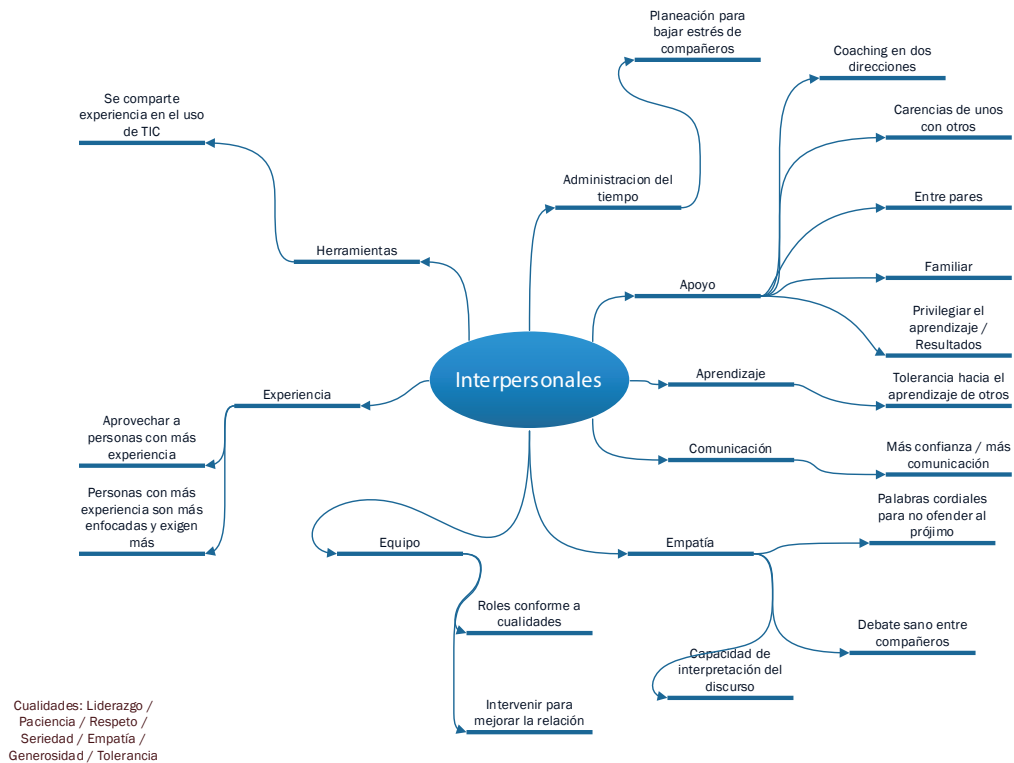 Planeación para
bajar estrés de
compañeros
Coaching en dos
direcciones
Se comparte
experiencia en el uso
de TIC
Carencias de unos
con otros
Administracion del
tiempo
Entre pares
Herramientas
Familiar
Apoyo
Privilegiar el
aprendizaje /
Resultados
Interpersonales
Aprendizaje
Tolerancia hacia el
aprendizaje de otros
Experiencia
Aprovechar a
personas con más
experiencia
Comunicación
Más confianza / más
comunicación
Personas con más
experiencia son más
enfocadas y exigen
más
Palabras cordiales
para no ofender al
prójimo
Equipo
Empatía
Roles conforme a
cualidades
Debate sano entre
compañeros
Capacidad de
interpretación del
discurso
Intervenir para
mejorar la relación
Cualidades: Liderazgo /
Paciencia / Respeto /
Seriedad / Empatía /
Generosidad / Tolerancia